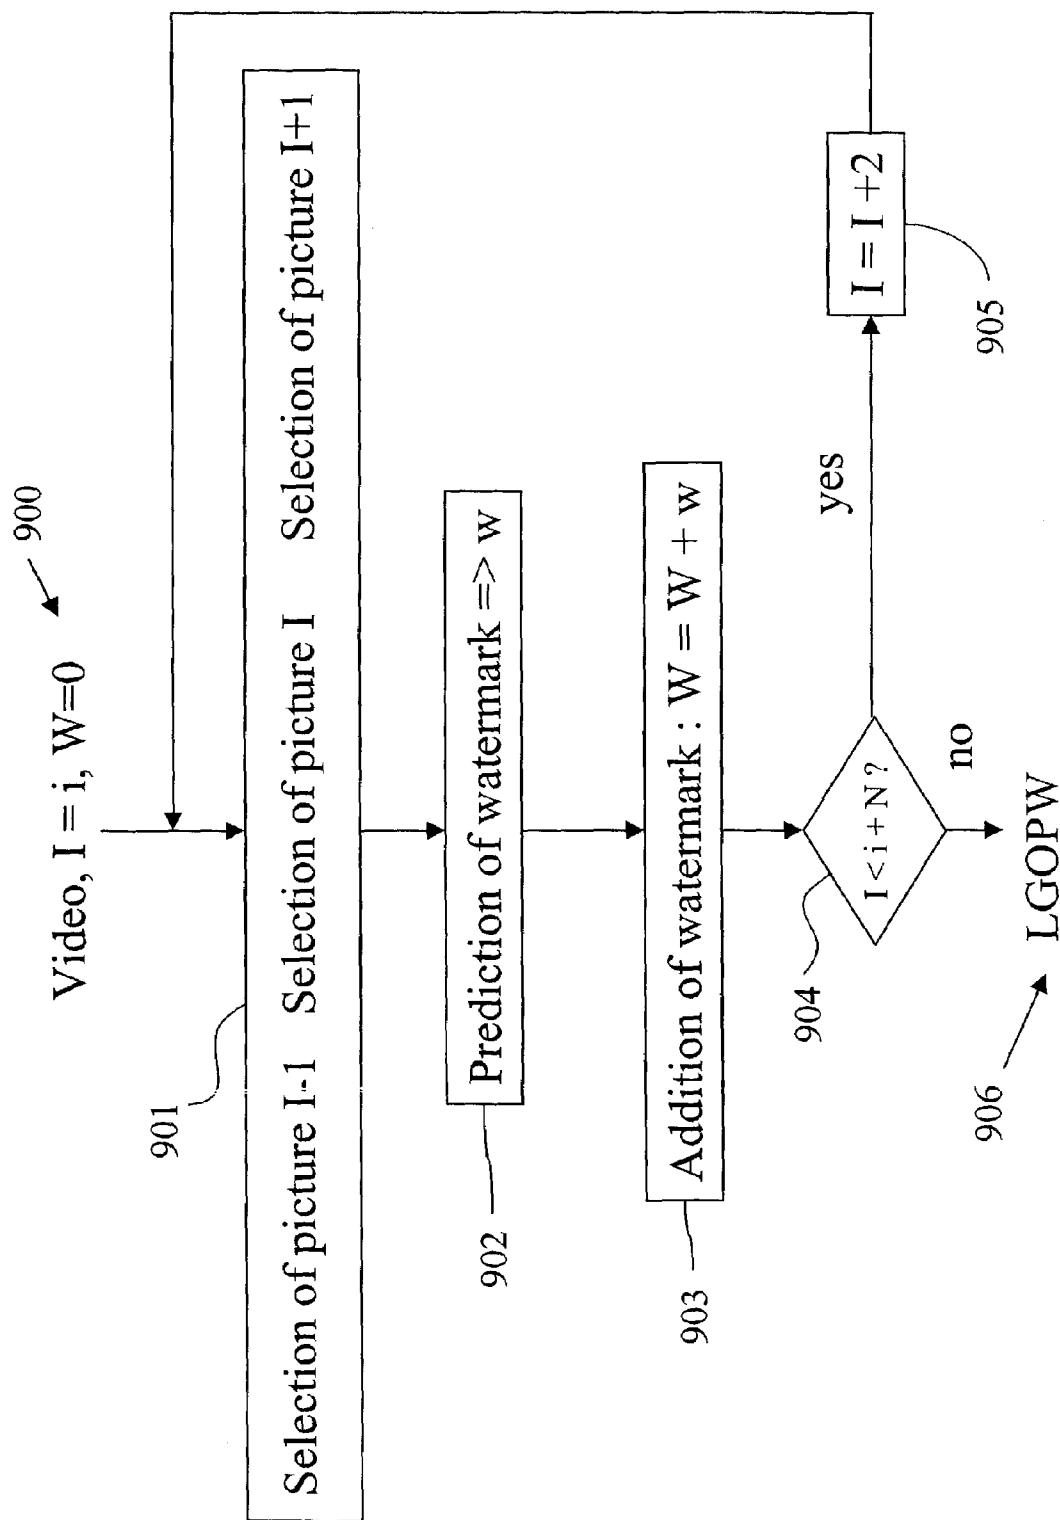 Video, I = i, W=0
900
901
Selection of picture I-1 Selection of picture I Selection of picture I+1
902
Prediction of watermark => w
903
Addition of watermark : W = W + w
904
I < i + N ?
yes
I = I +2
905
no
906
LGOPW